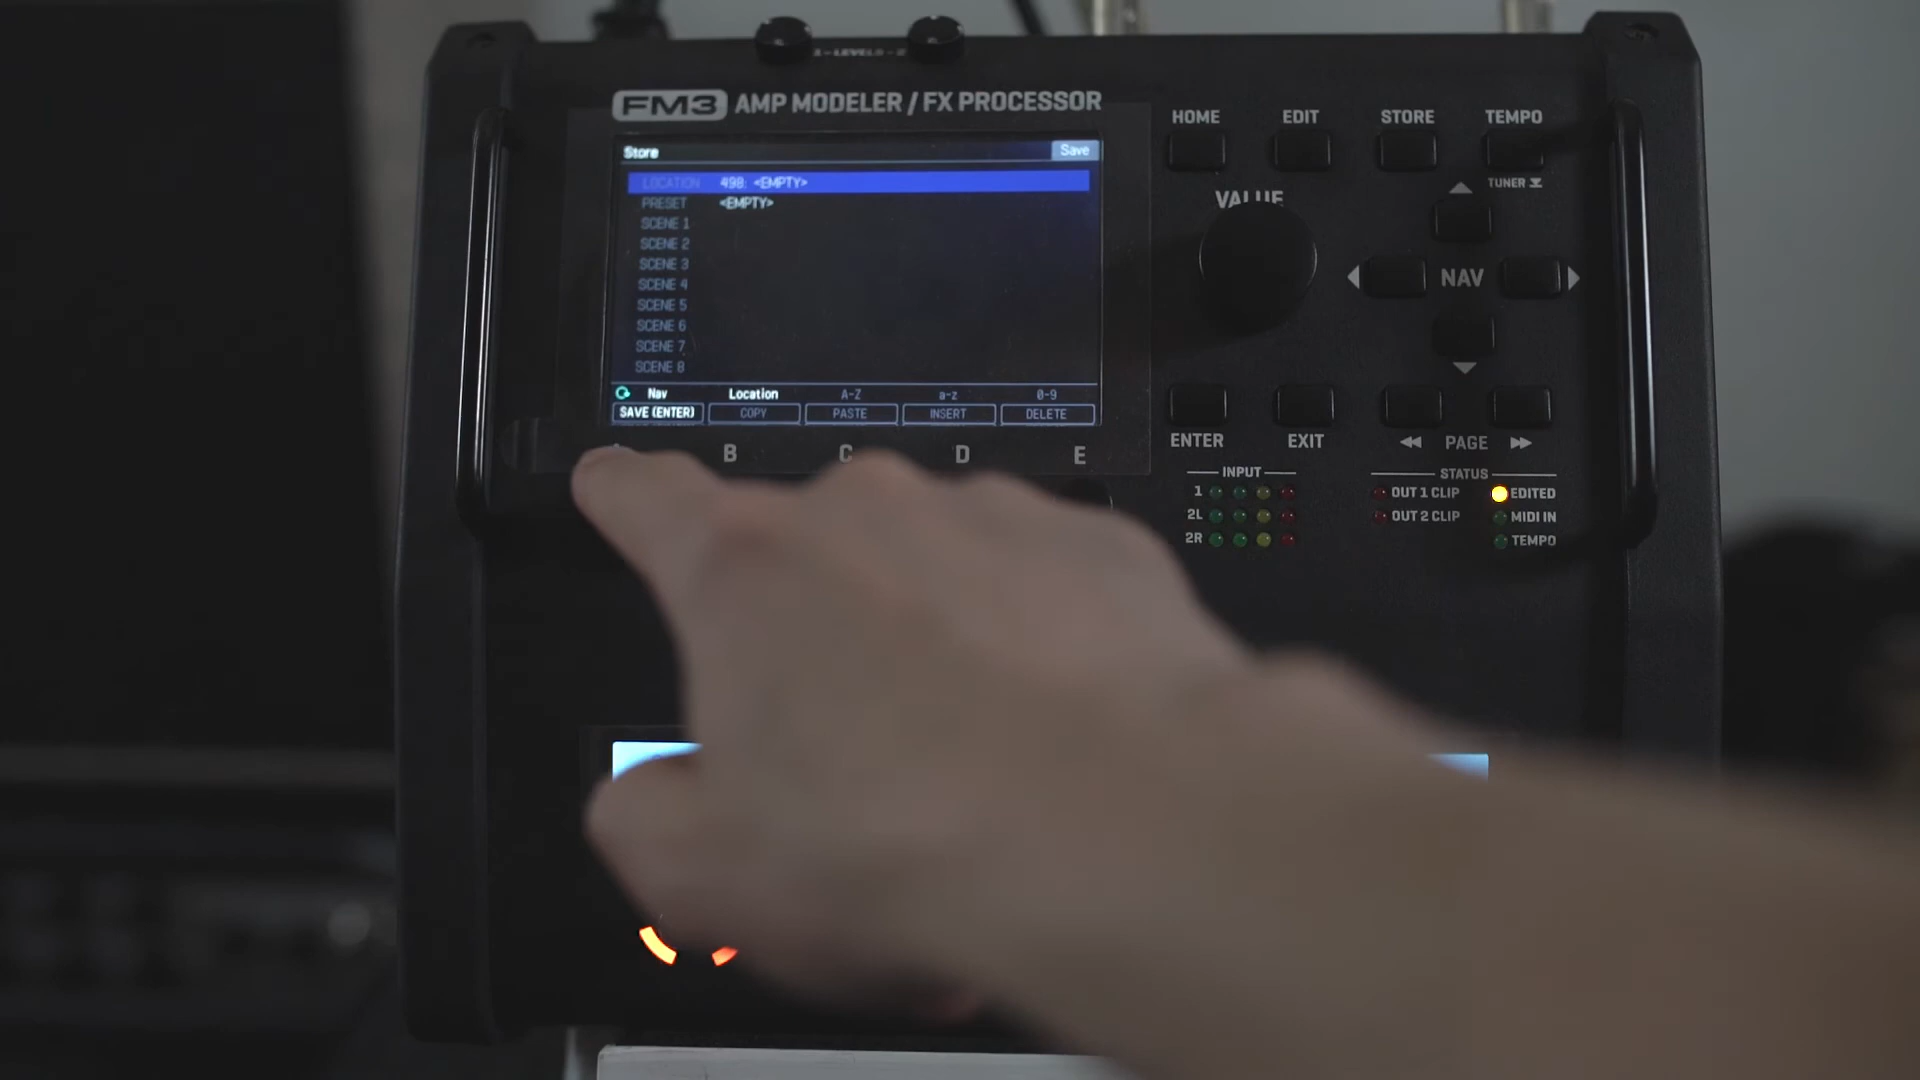 1 - LEVELS - 2
FM3 AMP MODELER / FX PROCESSOR
HOME EDIT STORE TEMPO
Store Save
LOCATION 498: <EMPTY>
PRESET <EMPTY>
SCENE 1
SCENE 2
SCENE 3
SCENE 4
SCENE 5
SCENE 6
SCENE 7
SCENE 8
Nav Location A-Z a-z 0-9
SAVE (ENTER) COPY PASTE INSERT DELETE
B C D E
TUNER
VALUE
NAV
ENTER EXIT PAGE
INPUT
1
2L
2R
STATUS
OUT 1 CLIP EDITED
OUT 2 CLIP MIDI IN
TEMPO